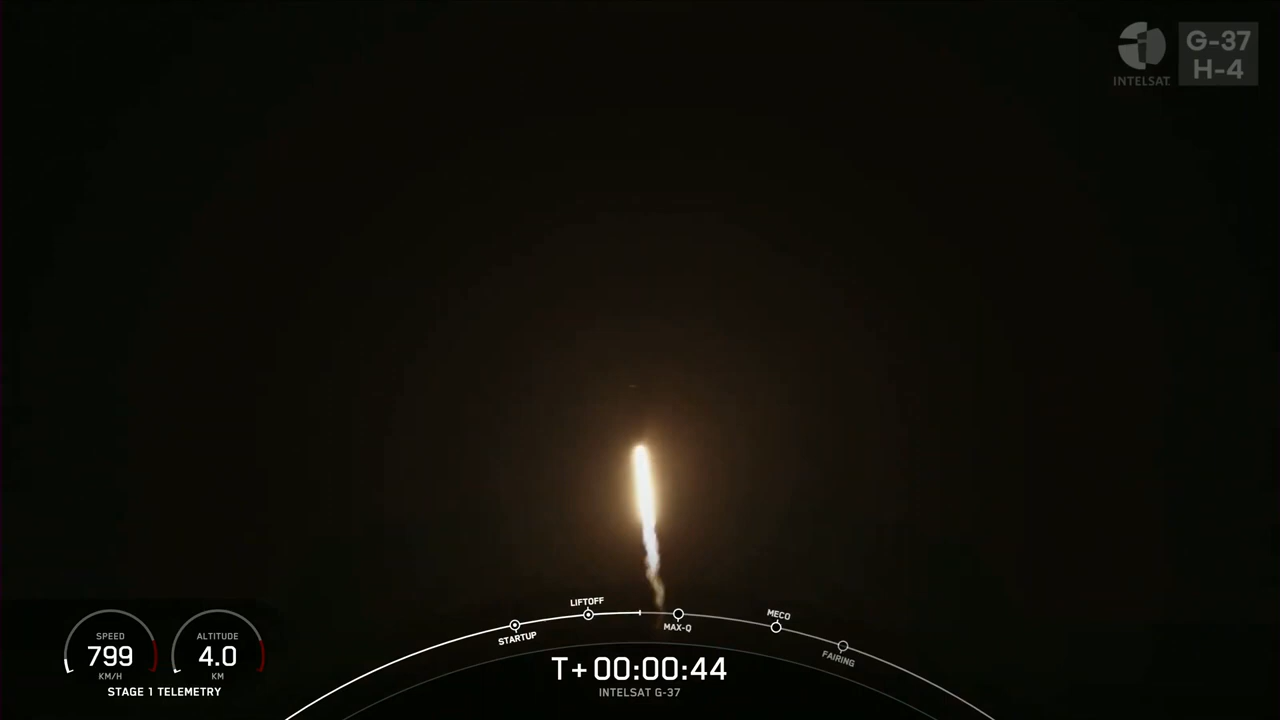 INTELSAT
G-37
H-4
LIFTOFF
STARTUP
MAX-Q
MECO
FAIRING
SPEED
799
KM/H
ALTITUDE
4.0
KM
STAGE 1 TELEMETRY
T+00:00:44
INTELSAT G-37